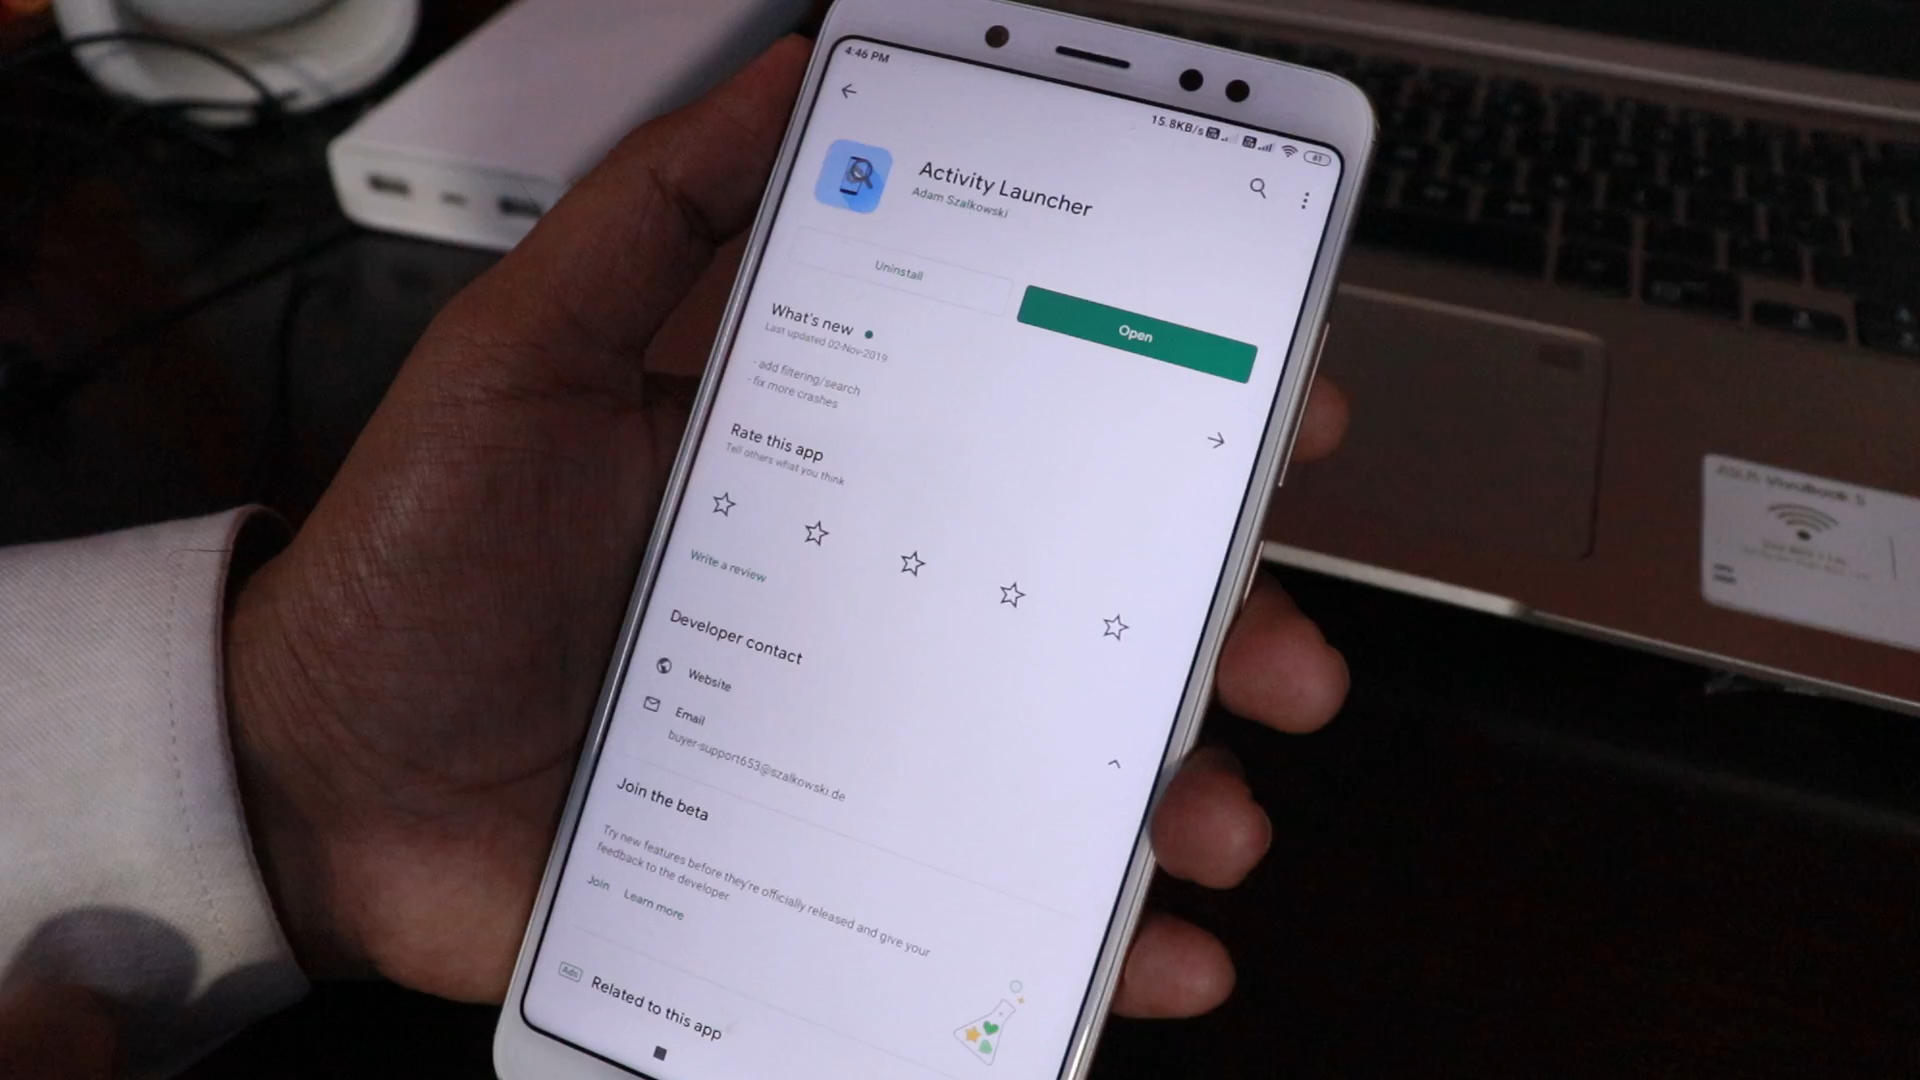 4:46 PM
15.8KB/s
61
Activity Launcher
Adam Szalkowski
Uninstall
Open
What's new
Last updated 02-Nov-2019
- add filtering/search
- fix more crashes
Rate this app
Tell others what you think
Write a review
Developer contact
Website
Email
buyer-support653@szalkowski.de
Join the beta
Try new features before they're officially released and give your
feedback to the developer.
Join Learn more
Ads Related to this app
ASUS VivoBook S